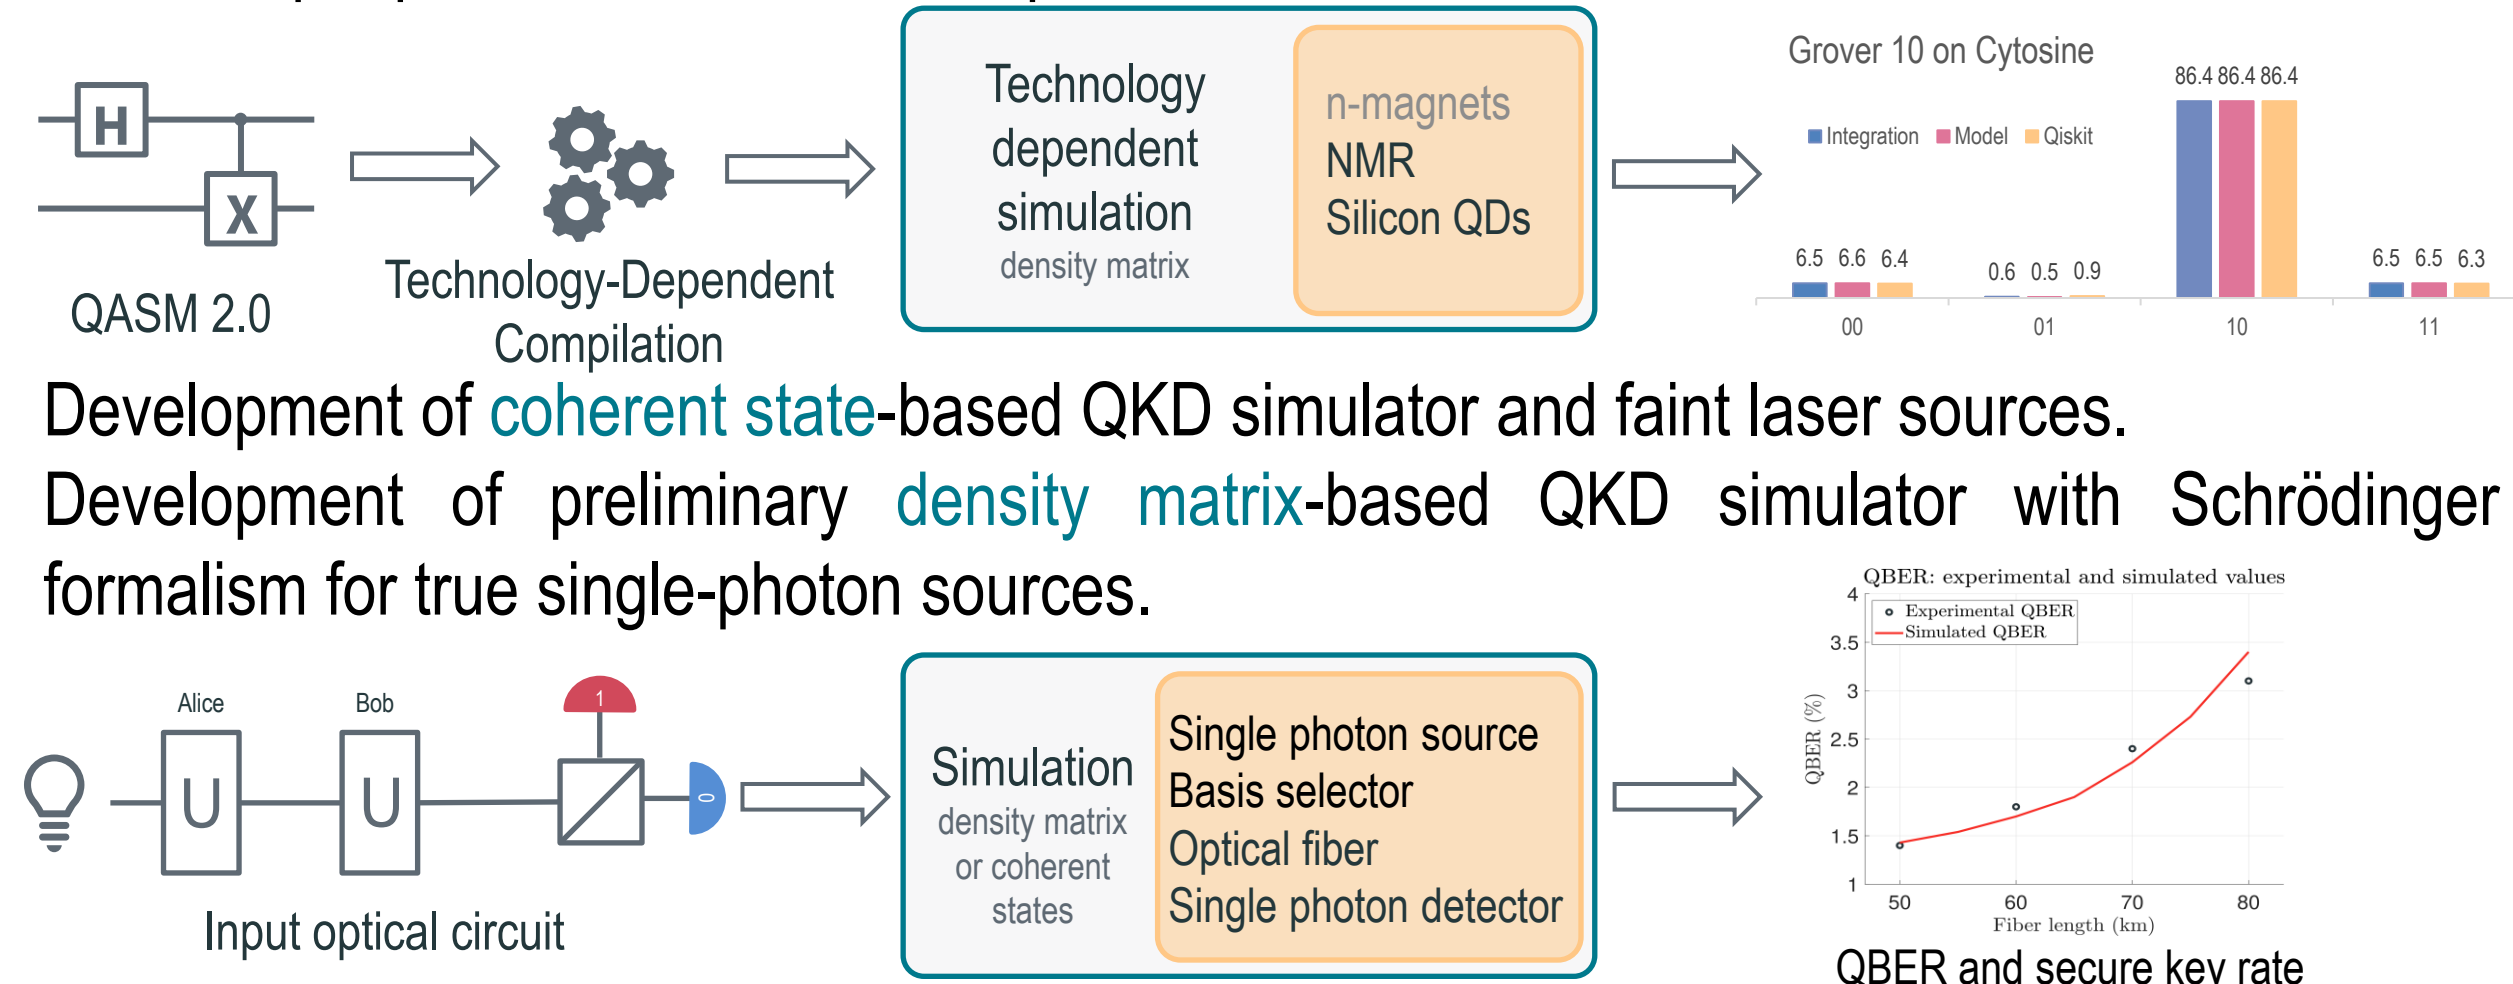 H
X
QASM 2.0
Technology-Dependent
Compilation
Technology
dependent
simulation
density matrix
n-magnets
NMR
Silicon QDs
Grover 10 on Cytosine
Integration Model Qiskit
86.4 86.4 86.4
6.5 6.6 6.4
0.6 0.5 0.9
6.5 6.5 6.3
00 01 10 11
Development of coherent state-based QKD simulator and faint laser sources.
Development of preliminary density matrix-based QKD simulator with Schrödinger
formalism for true single-photon sources.
Alice
Bob
U
U
1
0
Input optical circuit
Simulation
density matrix
or coherent
states
Single photon source
Basis selector
Optical fiber
Single photon detector
QBER: experimental and simulated values
Experimental QBER
Simulated QBER
QBER (%)
4
3.5
3
2.5
2
1.5
1
50 60 70 80
Fiber length (km)
QBER and secure key rate